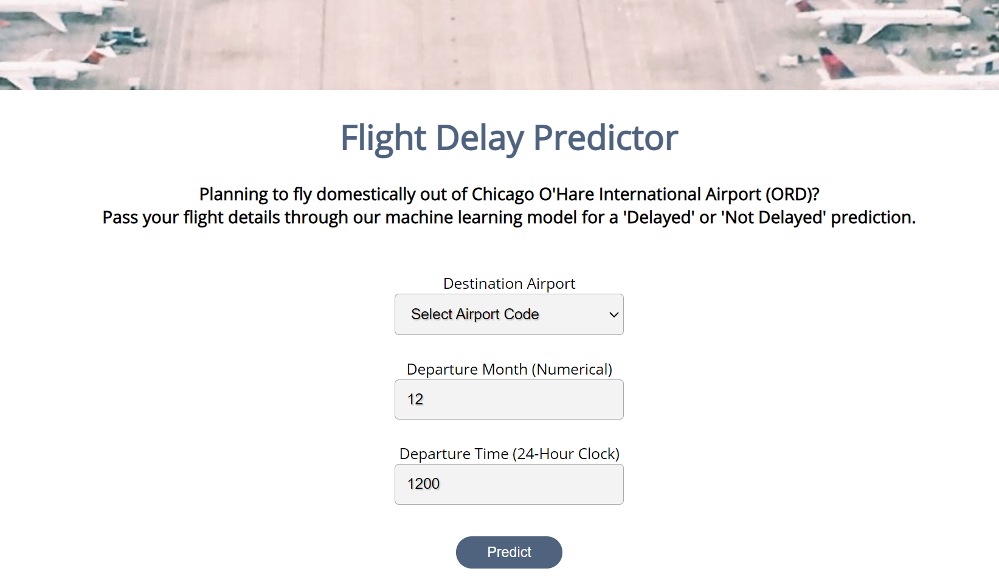 Flight Delay Predictor
Planning to fly domestically out of Chicago O'Hare International Airport (ORD)?
Pass your flight details through our machine learning model for a 'Delayed' or 'Not Delayed' prediction.
Destination Airport
Select Airport Code
Departure Month (Numerical)
12
Departure Time (24-Hour Clock)
1200
Predict